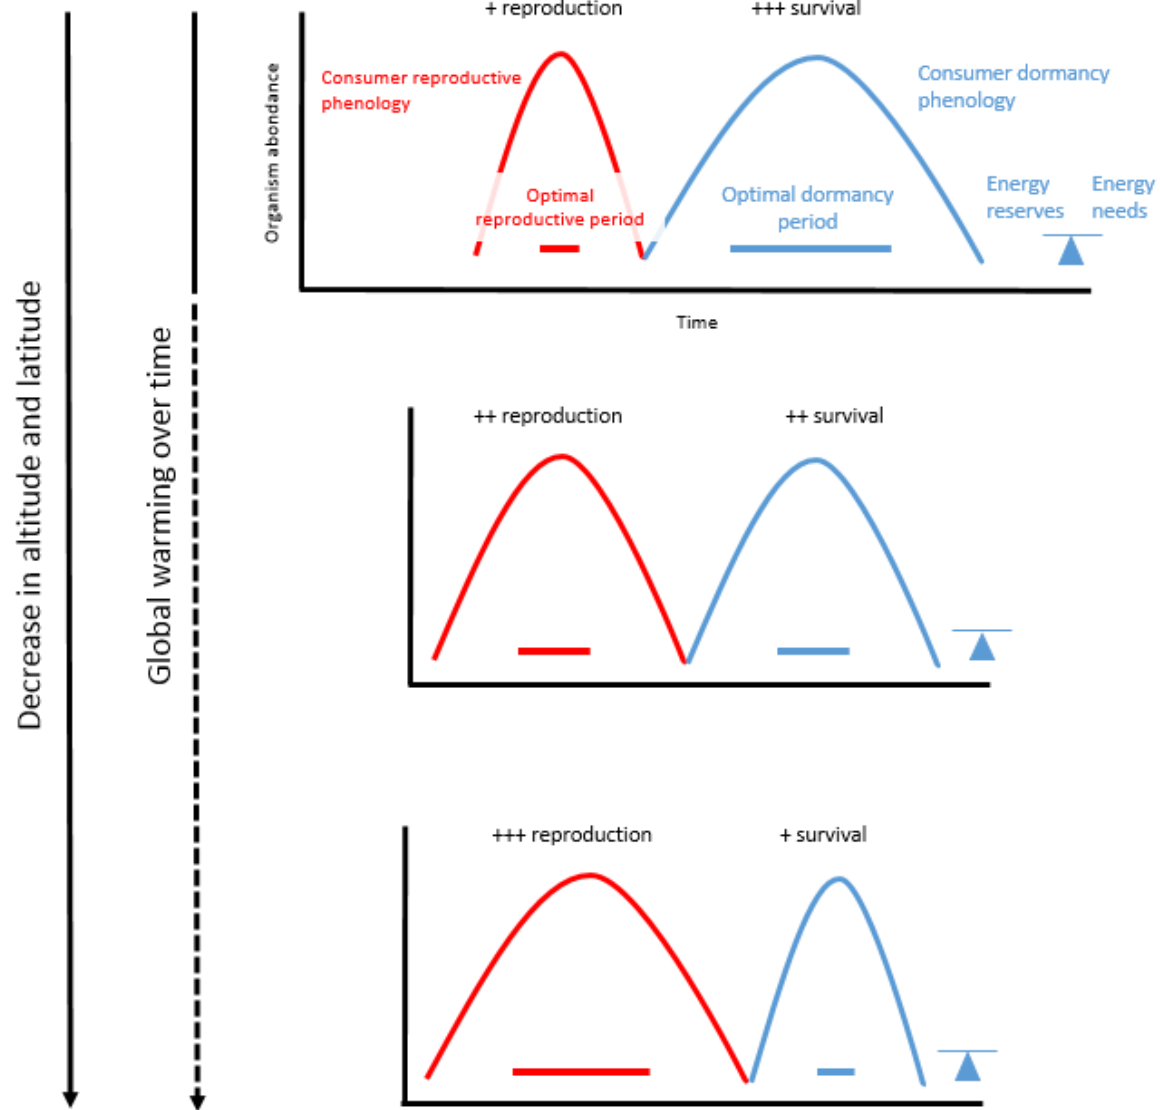 + reproduction
+++ survival
Consumer reproductive
phenology
Consumer dormancy
phenology
Organism abondance
Optimal
reproductive period
Optimal dormancy
period
Energy
reserves
Energy
needs
Time
Decrease in altitude and latitude
Global warming over time
++ reproduction
++ survival
+++ reproduction
+ survival